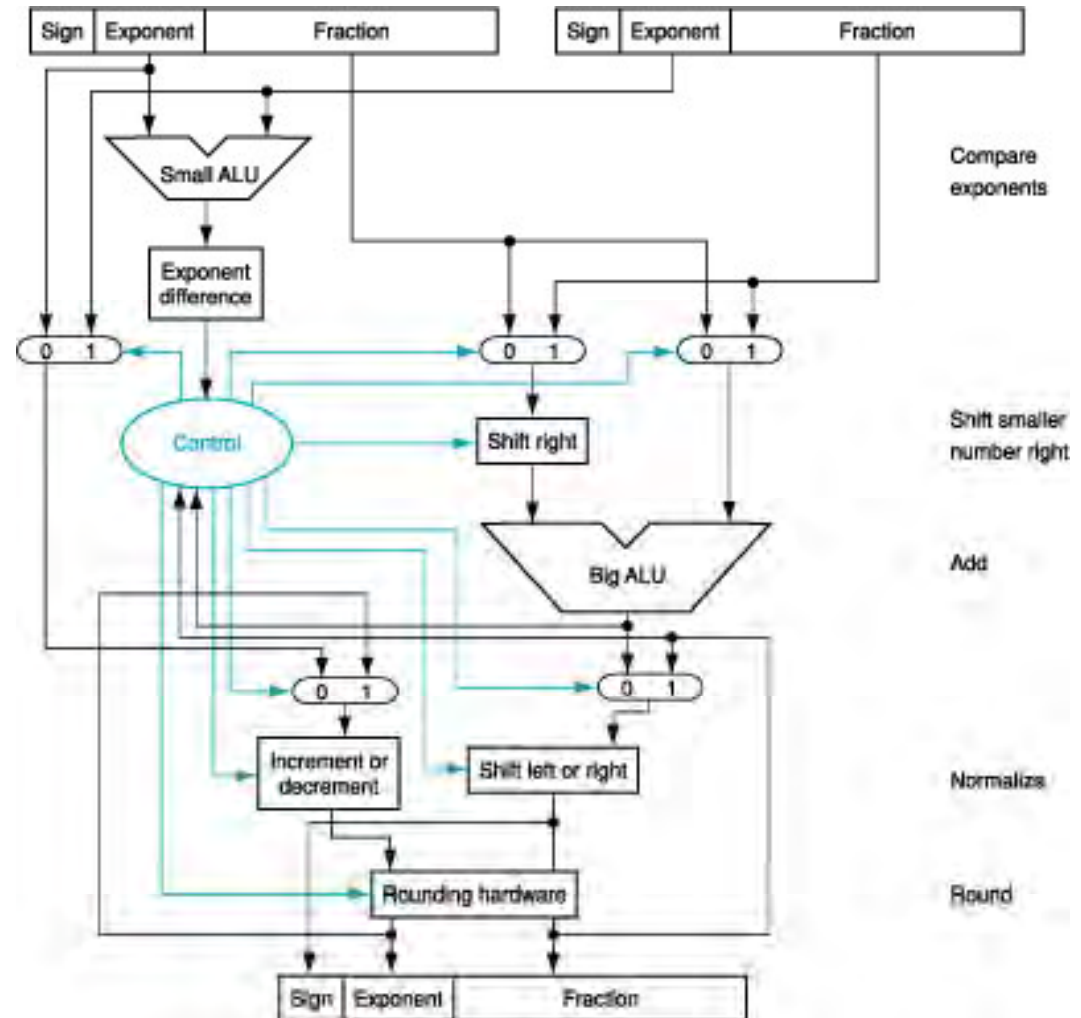 Sign Exponent Fraction Sign Exponent Fraction
Small ALU
Compare
exponents
Exponent
difference
0 1 0 1 0 1
Control
Shift right
Shift smaller
number right
Big ALU
Add
0 1 0 1
Increment or
decrement
Shift left or right
Normalize
Rounding hardware
Round
Sign Exponent Fraction